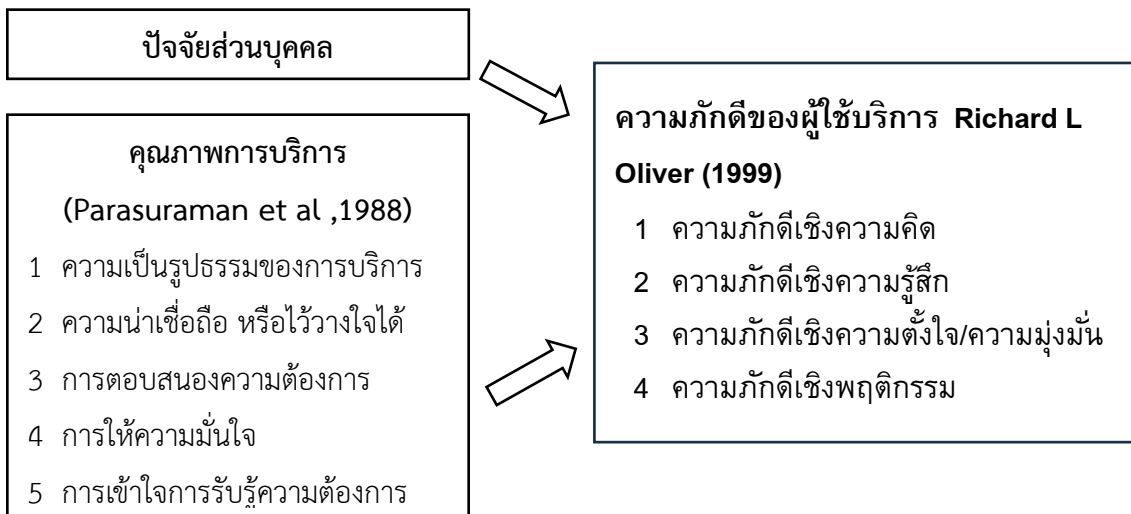 ปัจจัยส่วนบุคคล
คุณภาพการบริการ
(Parasuraman et al ,1988)
1 ความเป็นรูปธรรมของการบริการ
2 ความน่าเชื่อถือ หรือไว้วางใจได้
3 การตอบสนองความต้องการ
4 การให้ความมั่นใจ
5 การเข้าใจการรับรู้ความต้องการ
ความภักดีของผู้ใช้บริการ Richard L
Oliver (1999)
1 ความภักดีเชิงความคิด
2 ความภักดีเชิงความรู้สึก
3 ความภักดีเชิงความตั้งใจ/ความมุ่งมั่น
4 ความภักดีเชิงพฤติกรรม